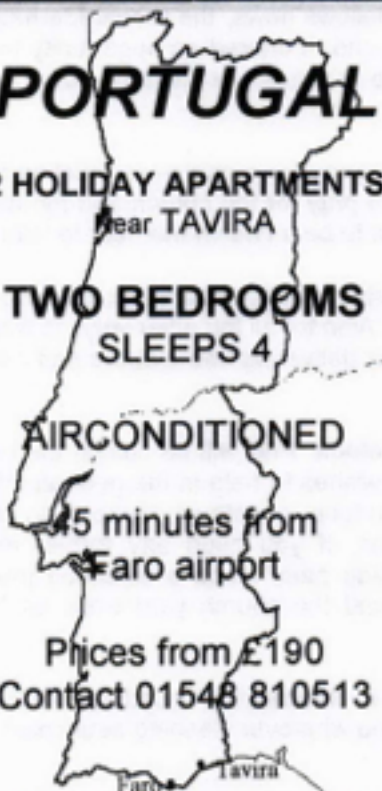 PORTUGAL
2 HOLIDAY APARTMENTS
Near TAVIRA
TWO BEDROOMS
SLEEPS 4
AIRCONDITIONED
45 minutes from
Faro airport
Prices from £190
Contact 01548 810513
Tavira
Faro